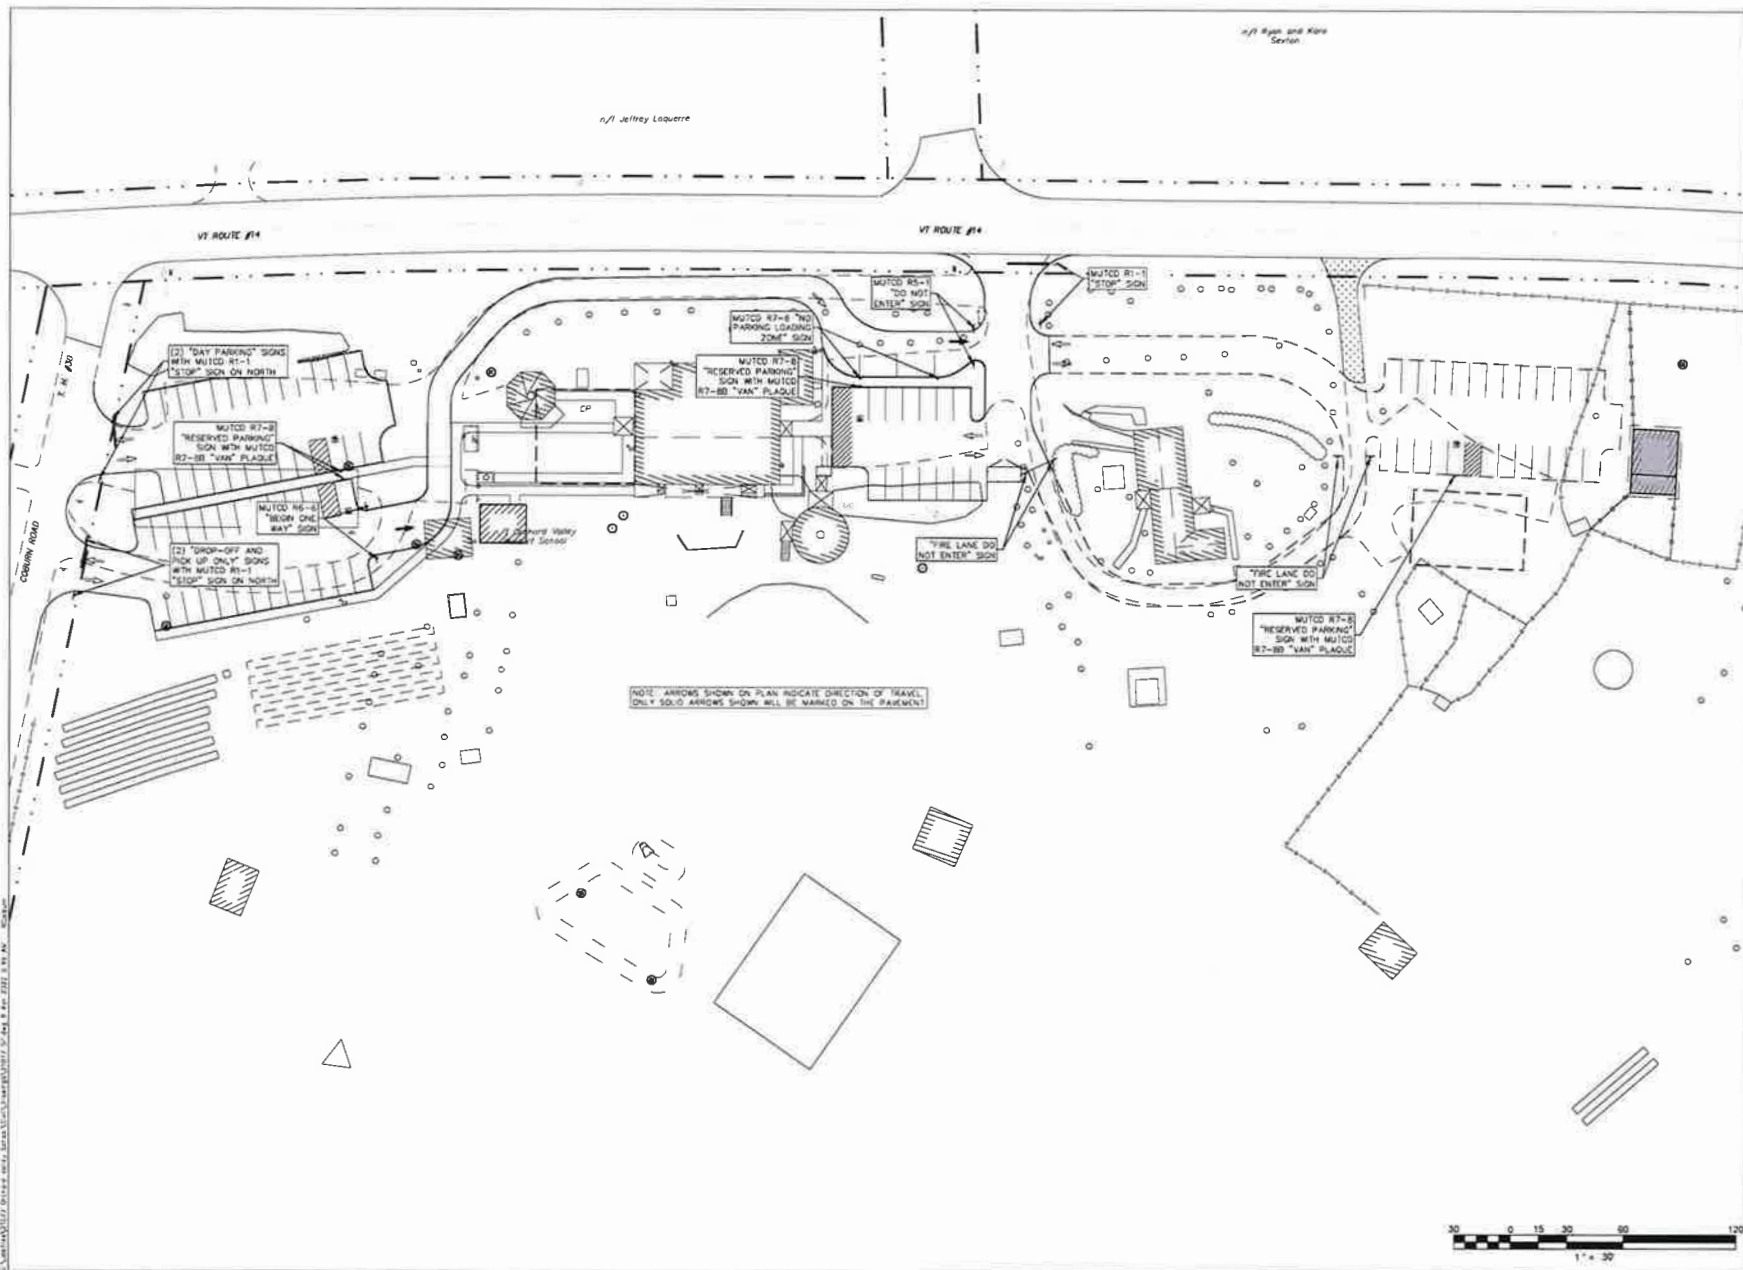 n/f Ryan and Kara
Sexton
n/f Jeffrey Laquerre
VT ROUTE #14
VT ROUTE #14
MUTCD R5-1
"DO NOT
ENTER" SIGN
MUTCD R1-1
"STOP" SIGN
MUTCD R7-6 "NO
PARKING LOADING
ZONE" SIGN
(2) "DAY PARKING" SIGNS
WITH MUTCD R1-1
"STOP" SIGN ON NORTH
T.H. #30
MUTCD R7-8
"RESERVED PARKING"
SIGN WITH MUTCD
R7-8B "VAN" PLAQUE
CP
MUTCD R7-8
"RESERVED PARKING"
SIGN WITH MUTCD
R7-8B "VAN" PLAQUE
MUTCD R6-6
"BEGIN ONE
WAY" SIGN
COBURN ROAD
Valley
School
"FIRE LANE DO
NOT ENTER" SIGN
(2) "DROP-OFF AND
PICK UP ONLY" SIGNS
WITH MUTCD R1-1
"STOP" SIGN ON NORTH
"FIRE LANE DO
NOT ENTER" SIGN
MUTCD R7-8
"RESERVED PARKING"
SIGN WITH MUTCD
R7-8B "VAN" PLAQUE
NOTE: ARROWS SHOWN ON PLAN INDICATE DIRECTION OF TRAVEL.
ONLY SOLID ARROWS SHOWN WILL BE MARKED ON THE PAVEMENT
30 0 15 30 60 120
1" = 30'